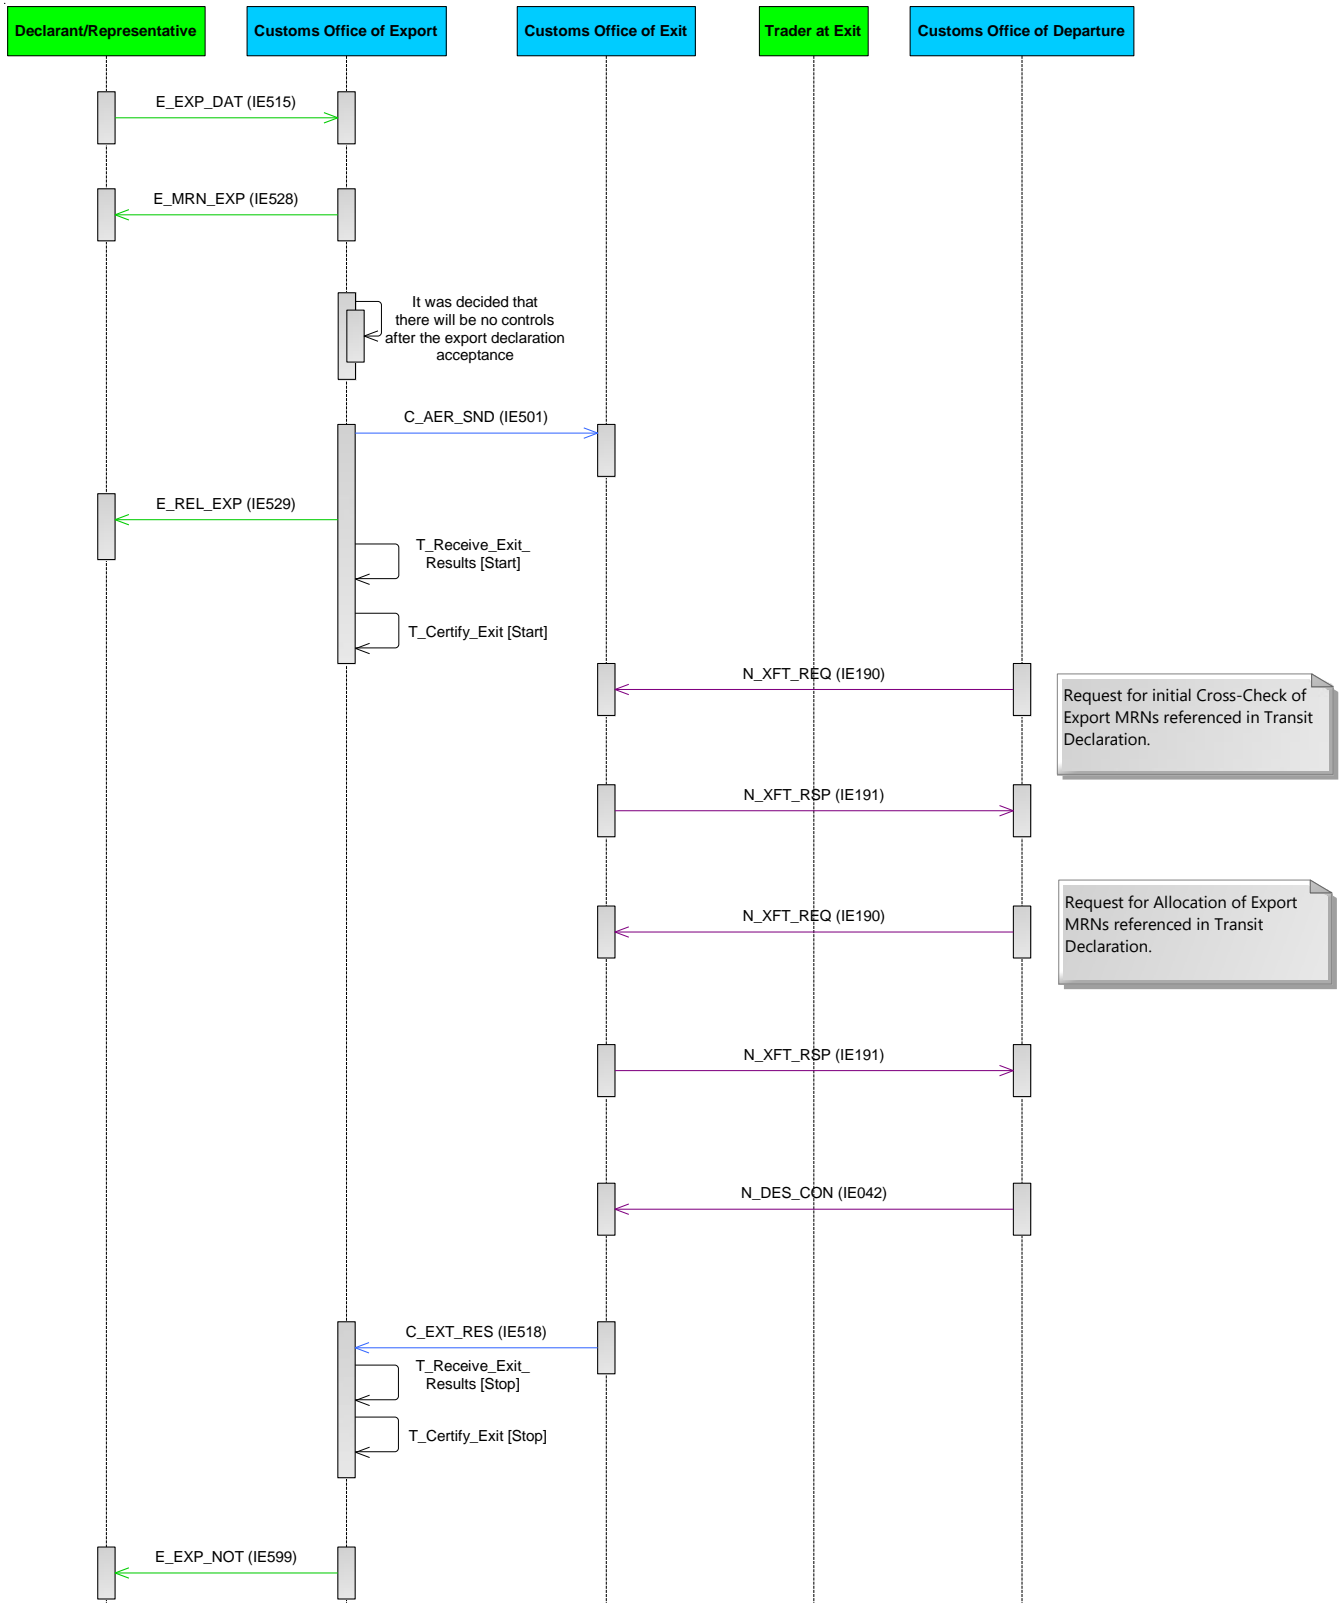 Declarant/Representative
Customs Office of Export
Customs Office of Exit
Trader at Exit
Customs Office of Departure
E_EXP_DAT (IE515)
E_MRN_EXP (IE528)
It was decided that
there will be no controls
after the export declaration
acceptance
C_AER_SND (IE501)
E_REL_EXP (IE529)
T_Receive_Exit_
Results [Start]
T_Certify_Exit [Start]
N_XFT_REQ (IE190)
Request for initial Cross-Check of
Export MRNs referenced in Transit
Declaration.
N_XFT_RSP (IE191)
N_XFT_REQ (IE190)
Request for Allocation of Export
MRNs referenced in Transit
Declaration.
N_XFT_RSP (IE191)
N_DES_CON (IE042)
C_EXT_RES (IE518)
T_Receive_Exit_
Results [Stop]
T_Certify_Exit [Stop]
E_EXP_NOT (IE599)